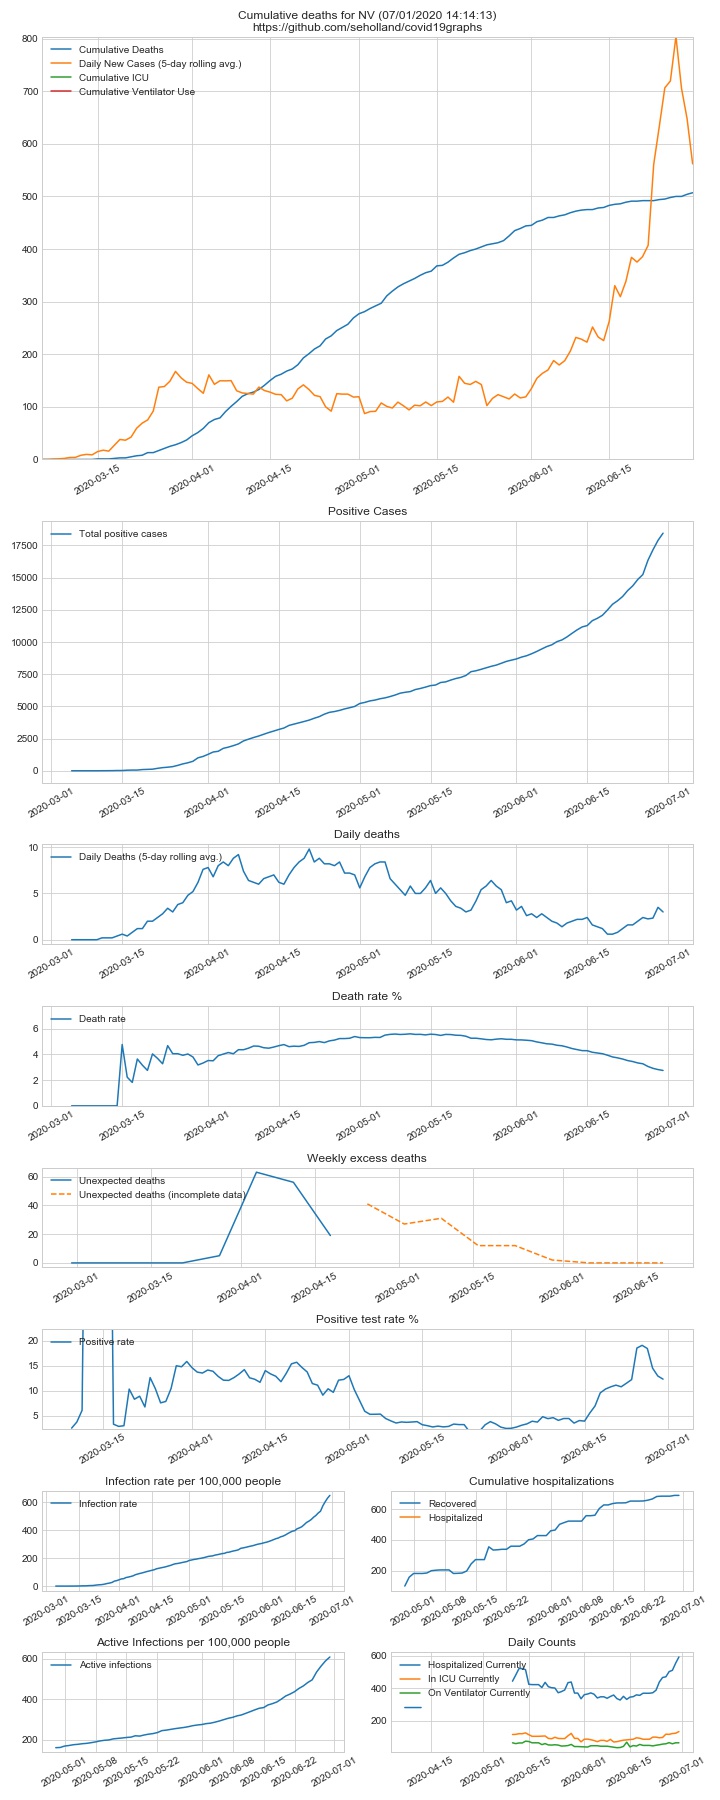 Cumulative deaths for NV (07/01/2020 14:14:13)
https://github.com/seholland/covid19graphs
Cumulative Deaths
Daily New Cases (5-day rolling avg.)
Cumulative ICU
Cumulative Ventilator Use
800
700
600
500
400
300
200
100
0
2020-03-15 2020-04-01 2020-04-15 2020-05-01 2020-05-15 2020-06-01 2020-06-15
Positive Cases
Total positive cases
17500
15000
12500
10000
7500
5000
2500
0
2020-03-01 2020-03-15 2020-04-01 2020-04-15 2020-05-01 2020-05-15 2020-06-01 2020-06-15 2020-07-01
Daily deaths
Daily Deaths (5-day rolling avg.)
10
5
0
2020-03-01 2020-03-15 2020-04-01 2020-04-15 2020-05-01 2020-05-15 2020-06-01 2020-06-15 2020-07-01
Death rate %
Death rate
6
4
2
0
2020-03-01 2020-03-15 2020-04-01 2020-04-15 2020-05-01 2020-05-15 2020-06-01 2020-06-15 2020-07-01
Weekly excess deaths
Unexpected deaths
Unexpected deaths (incomplete data)
60
40
20
0
2020-03-01 2020-03-15 2020-04-01 2020-04-15 2020-05-01 2020-05-15 2020-06-01 2020-06-15
Positive test rate %
Positive rate
20
15
10
5
2020-03-15 2020-04-01 2020-04-15 2020-05-01 2020-05-15 2020-06-01 2020-06-15 2020-07-01
Infection rate per 100,000 people
Infection rate
600
400
200
0
2020-03-01 2020-03-15 2020-04-01 2020-04-15 2020-05-01 2020-05-15 2020-06-01 2020-06-15 2020-07-01
Cumulative hospitalizations
Recovered
Hospitalized
600
400
200
2020-05-01 2020-05-08 2020-05-15 2020-05-22 2020-06-01 2020-06-08 2020-06-15 2020-06-22 2020-07-01
Active Infections per 100,000 people
Active infections
600
400
200
2020-05-01 2020-05-08 2020-05-15 2020-05-22 2020-06-01 2020-06-08 2020-06-15 2020-06-22 2020-07-01
Daily Counts
Hospitalized Currently
In ICU Currently
On Ventilator Currently
600
400
200
2020-04-15 2020-05-01 2020-05-15 2020-06-01 2020-06-15 2020-07-01